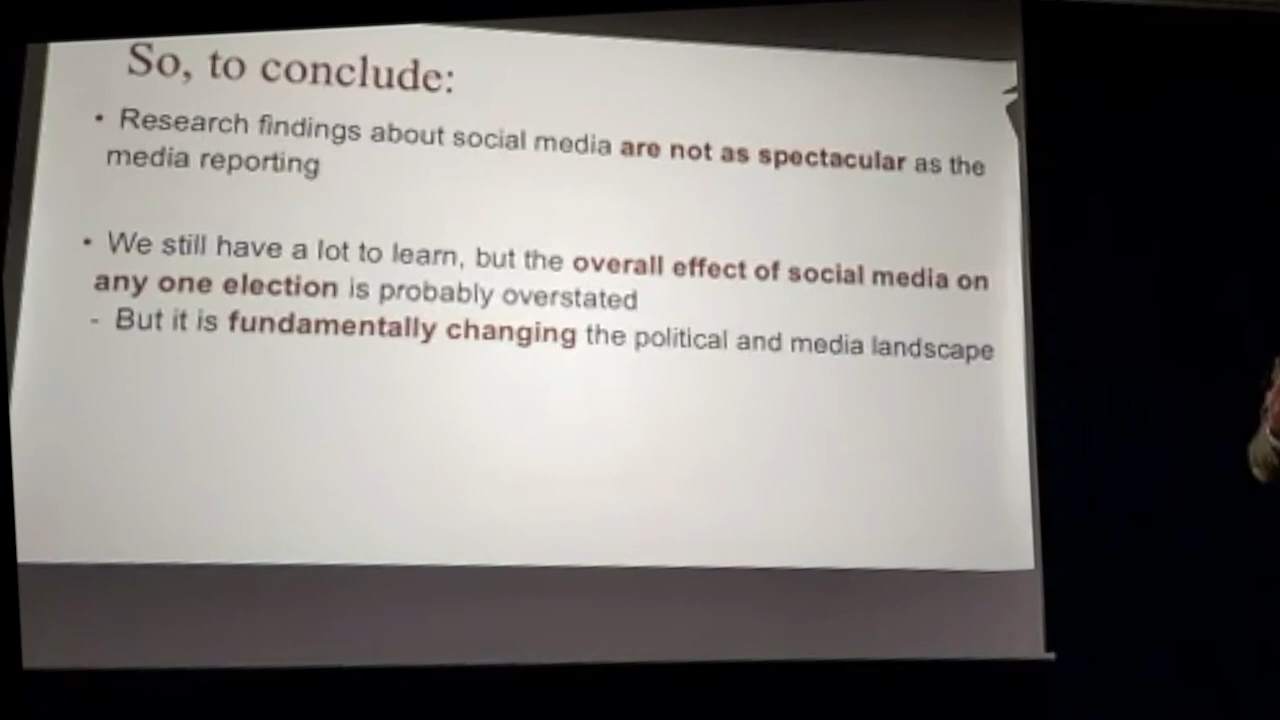 So, to conclude:
• Research findings about social media are not as spectacular as the
media reporting
• We still have a lot to learn, but the overall effect of social media on
any one election is probably overstated
- But it is fundamentally changing the political and media landscape